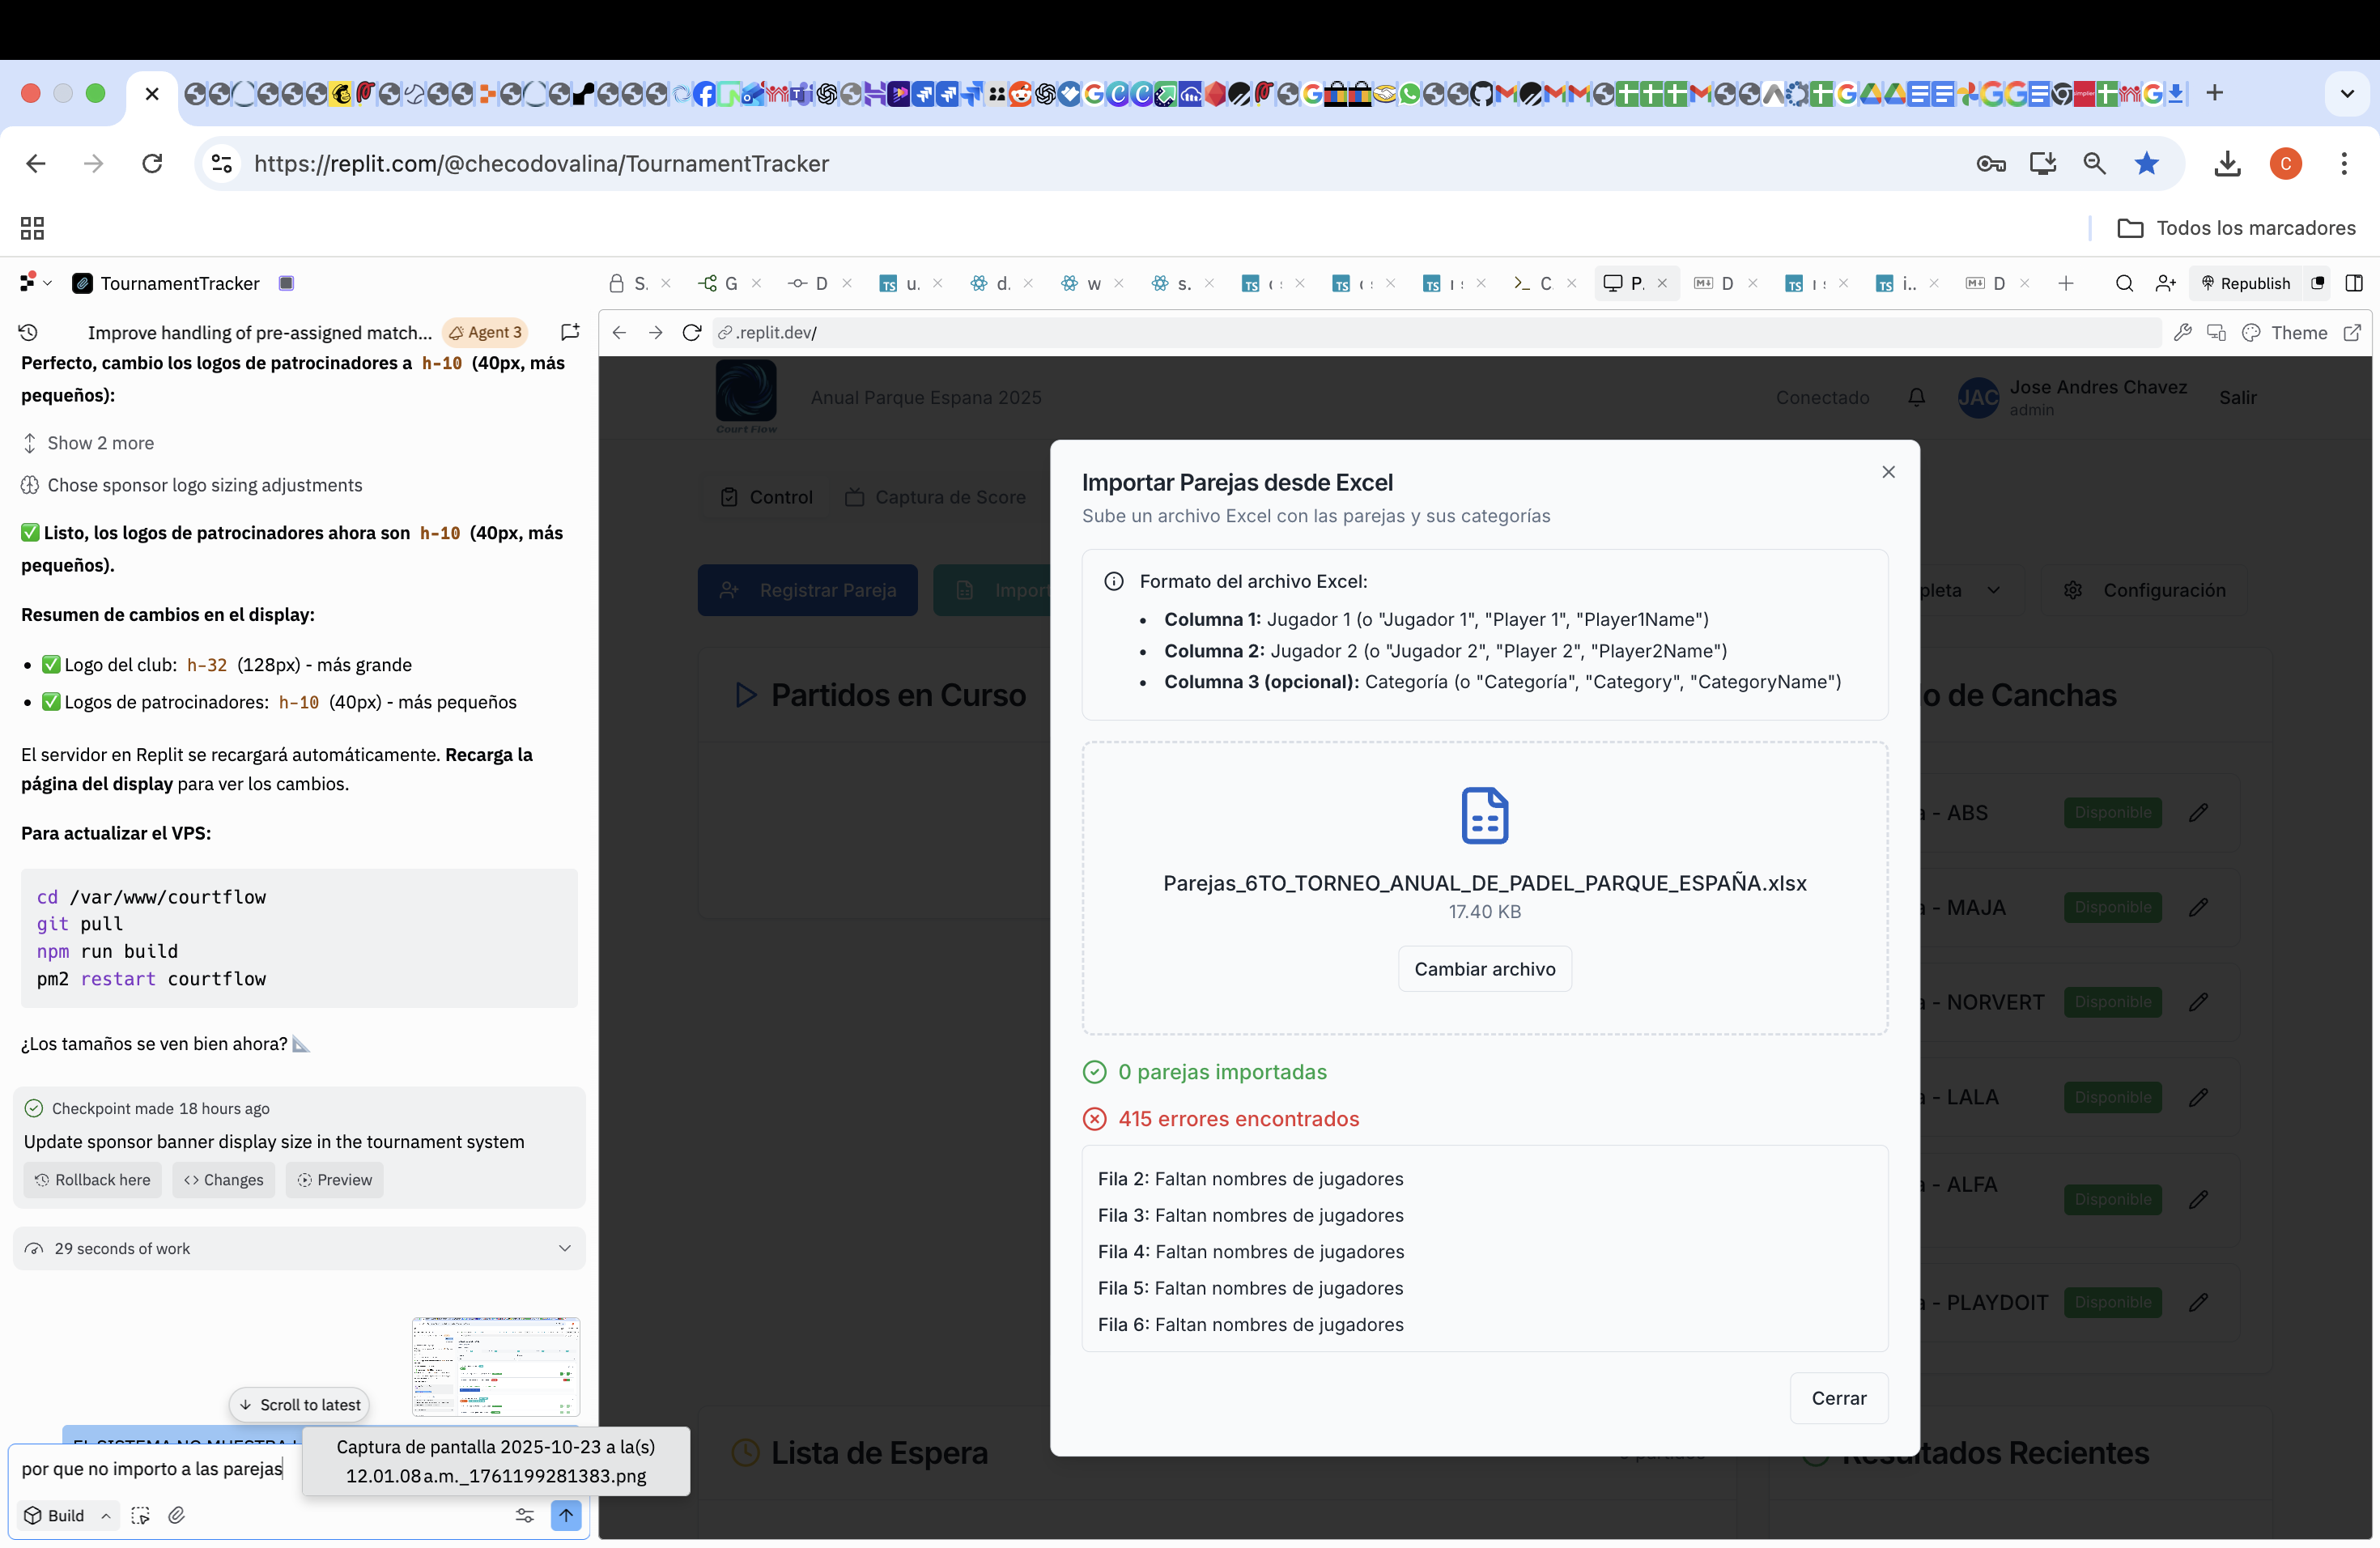 https://replit.com/@checodovalina/TournamentTracker
C
Todos los marcadores
TournamentTracker
S.
G
D
TS u.
d.
w
s.
TS
TS
TS
C
P.
D
TS
TS i..
D
Republish
Improve handling of pre-assigned match...
Agent 3
.replit.dev/
Theme
Perfecto, cambio los logos de patrocinadores a h-10 (40px, más
pequeños):
Show 2 more
Chose sponsor logo sizing adjustments
✅ Listo, los logos de patrocinadores ahora son h-10 (40px, más
pequeños).
Resumen de cambios en el display:
• ✅ Logo del club: h-32 (128px) - más grande
• ✅ Logos de patrocinadores: h-10 (40px) - más pequeños
El servidor en Replit se recargará automáticamente. Recarga la
página del display para ver los cambios.
Para actualizar el VPS:
cd /var/www/courtflow
git pull
npm run build
pm2 restart courtflow
¿Los tamaños se ven bien ahora? 📐
Checkpoint made 18 hours ago
Update sponsor banner display size in the tournament system
Rollback here
Changes
Preview
29 seconds of work
Scroll to latest
EL SISTEMA NO MUESTRA
Captura de pantalla 2025-10-23 a la(s)
12.01.08 a.m._1761199281383.png
por que no importo a las parejas
Build
Court Flow
Anual Parque Espana 2025
Conectado
JAC
Jose Andres Chavez
admin
Salir
Control
Captura de Score
Registrar Pareja
Import
pleta
Configuración
Partidos en Curso
o de Canchas
a - ABS
Disponible
a - MAJA
Disponible
a - NORVERT
Disponible
a - LALA
Disponible
a - ALFA
Disponible
a - PLAYDOIT
Disponible
Lista de Espera
Resultados Recientes
Importar Parejas desde Excel
Sube un archivo Excel con las parejas y sus categorías
Formato del archivo Excel:
• Columna 1: Jugador 1 (o "Jugador 1", "Player 1", "Player1Name")
• Columna 2: Jugador 2 (o "Jugador 2", "Player 2", "Player2Name")
• Columna 3 (opcional): Categoría (o "Categoría", "Category", "CategoryName")
Parejas_6TO_TORNEO_ANUAL_DE_PADEL_PARQUE_ESPAÑA.xlsx
17.40 KB
Cambiar archivo
0 parejas importadas
415 errores encontrados
Fila 2: Faltan nombres de jugadores
Fila 3: Faltan nombres de jugadores
Fila 4: Faltan nombres de jugadores
Fila 5: Faltan nombres de jugadores
Fila 6: Faltan nombres de jugadores
Cerrar